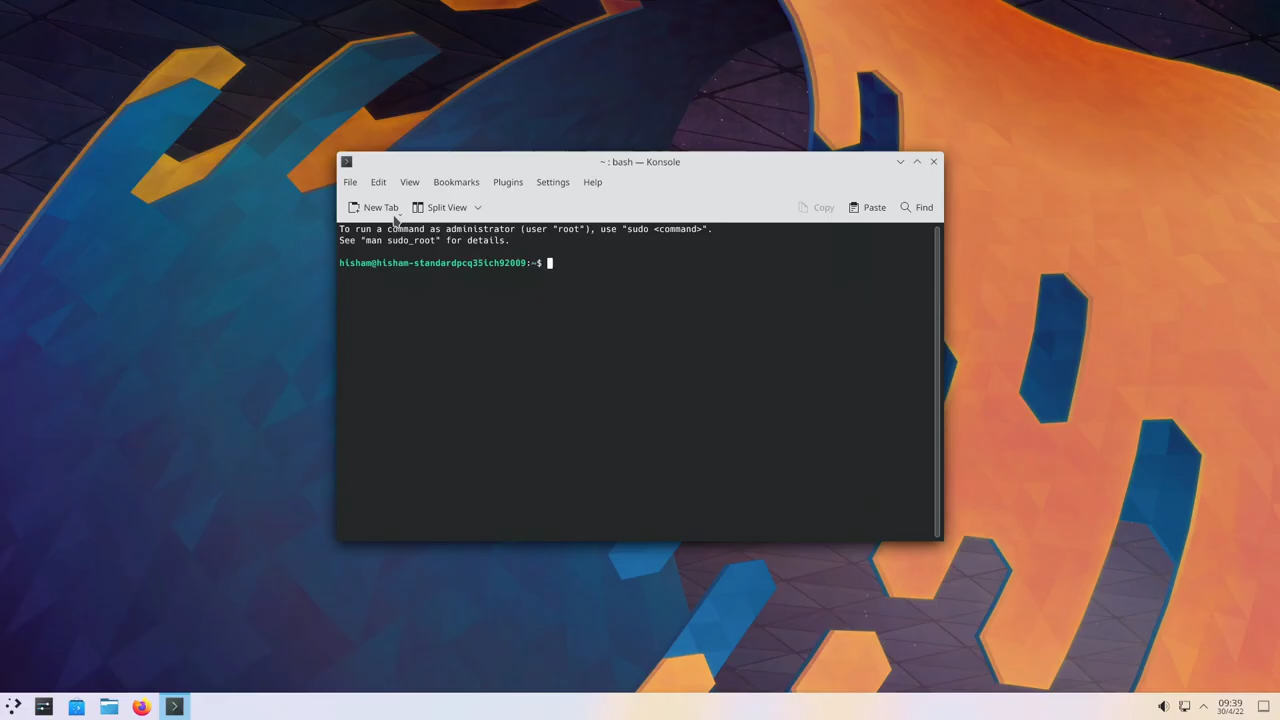 ~ : bash — Konsole
File Edit View Bookmarks Plugins Settings Help
New Tab Split View Copy Paste Find
To run a command as administrator (user "root"), use "sudo <command>".
See "man sudo_root" for details.
hisham@hisham-standardpcq35ich92009:~$
09:39
30/4/22